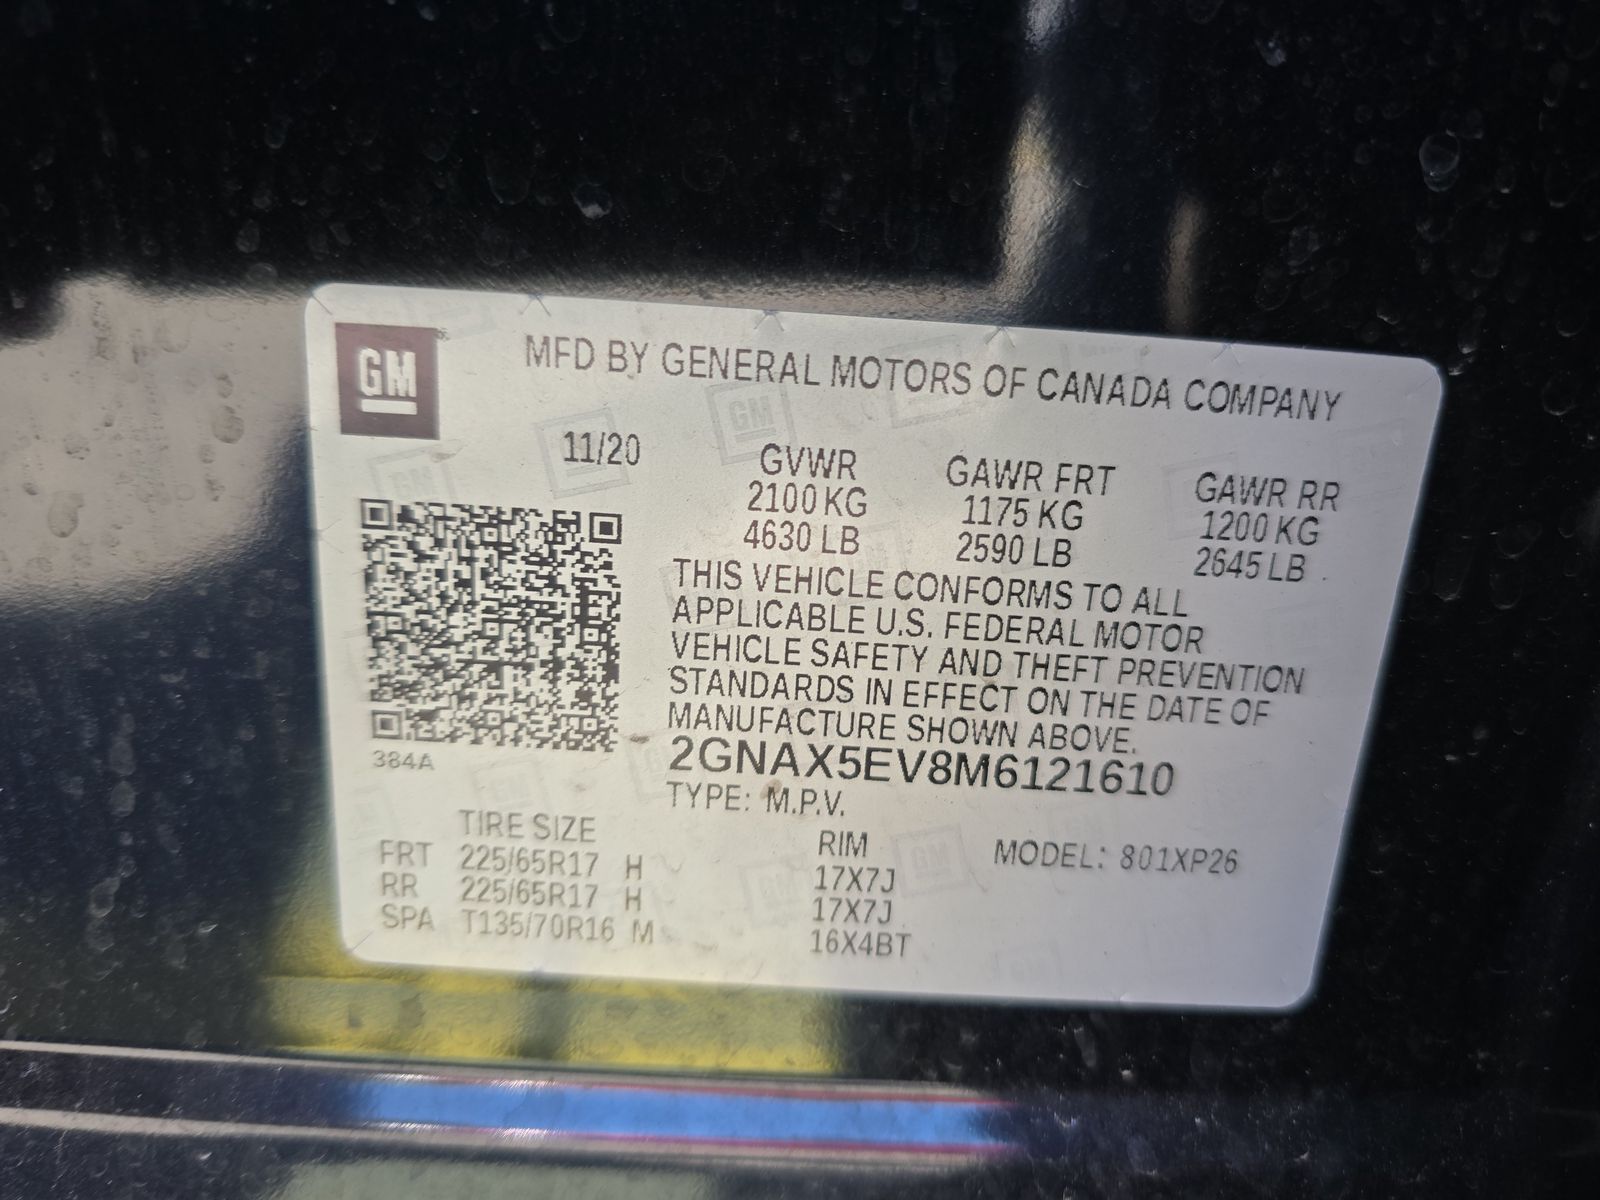 GM
MFD BY GENERAL MOTORS OF CANADA COMPANY
11/20
GVWR
2100 KG
4630 LB
GAWR FRT
1175 KG
2590 LB
GAWR RR
1200 KG
2645 LB
THIS VEHICLE CONFORMS TO ALL
APPLICABLE U.S. FEDERAL MOTOR
VEHICLE SAFETY AND THEFT PREVENTION
STANDARDS IN EFFECT ON THE DATE OF
MANUFACTURE SHOWN ABOVE.
2GNAX5EV8M6121610
384A
TYPE: M.P.V.
TIRE SIZE RIM MODEL: 801XP26
FRT 225/65R17 H 17X7J
RR 225/65R17 H 17X7J
SPA T135/70R16 M 16X4BT